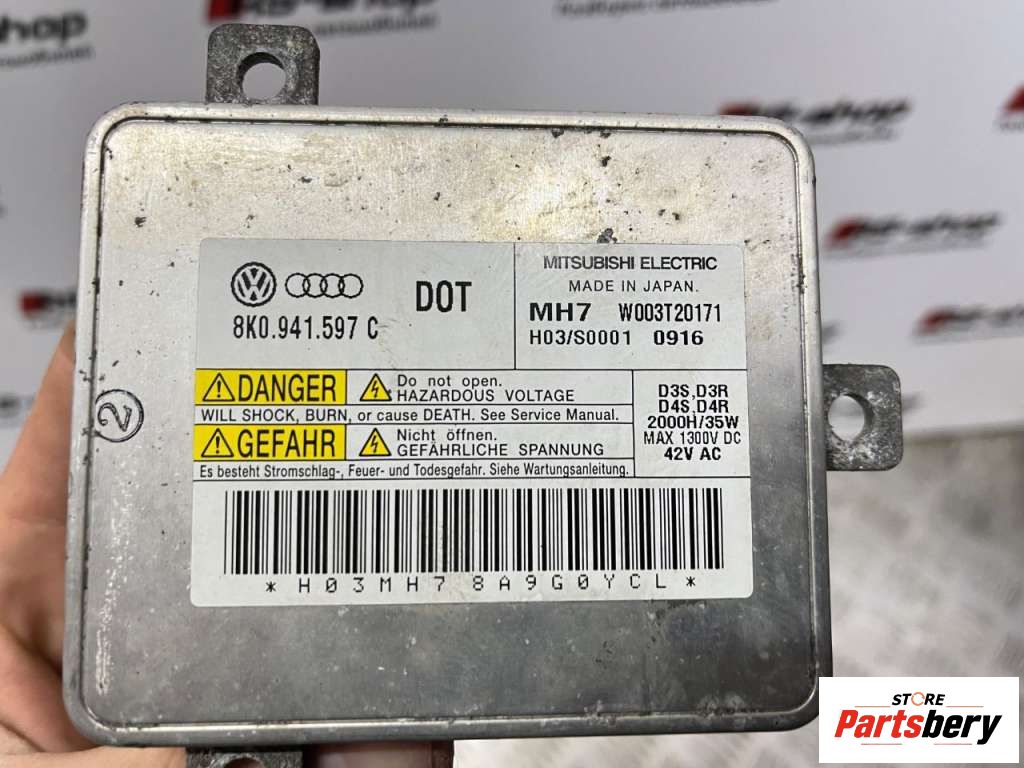 DOT
8K0.941.597 C
MITSUBISHI ELECTRIC
MADE IN JAPAN.
MH7 W003T20171
H03/S0001 0916
DANGER
Do not open.
HAZARDOUS VOLTAGE
WILL SHOCK, BURN, or cause DEATH. See Service Manual.
GEFAHR
Nicht öffnen.
GEFÄHRLICHE SPANNUNG
Es besteht Stromschlag-, Feuer- und Todesgefahr. Siehe Wartungsanleitung.
D3S, D3R
D4S, D4R
2000H/35W
MAX 1300V DC
42V AC
*H03MH78A9G0YCL*
2
STORE
Partsbery